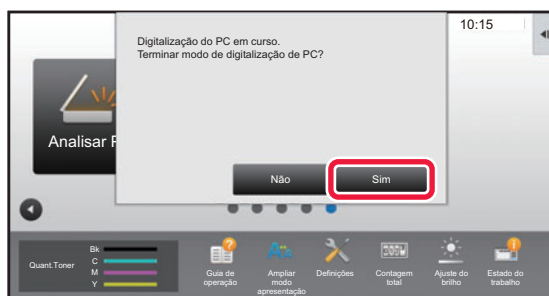 10:15
Digitalização do PC em curso.
Terminar modo de digitalização de PC?
Analisar
Não
Sim
Quant.Toner
Bk
C
M
Y
Guia de
operação
Ampliar
modo
apresentação
Definições
Contagem
total
Ajuste do
brilho
Estado do
trabalho